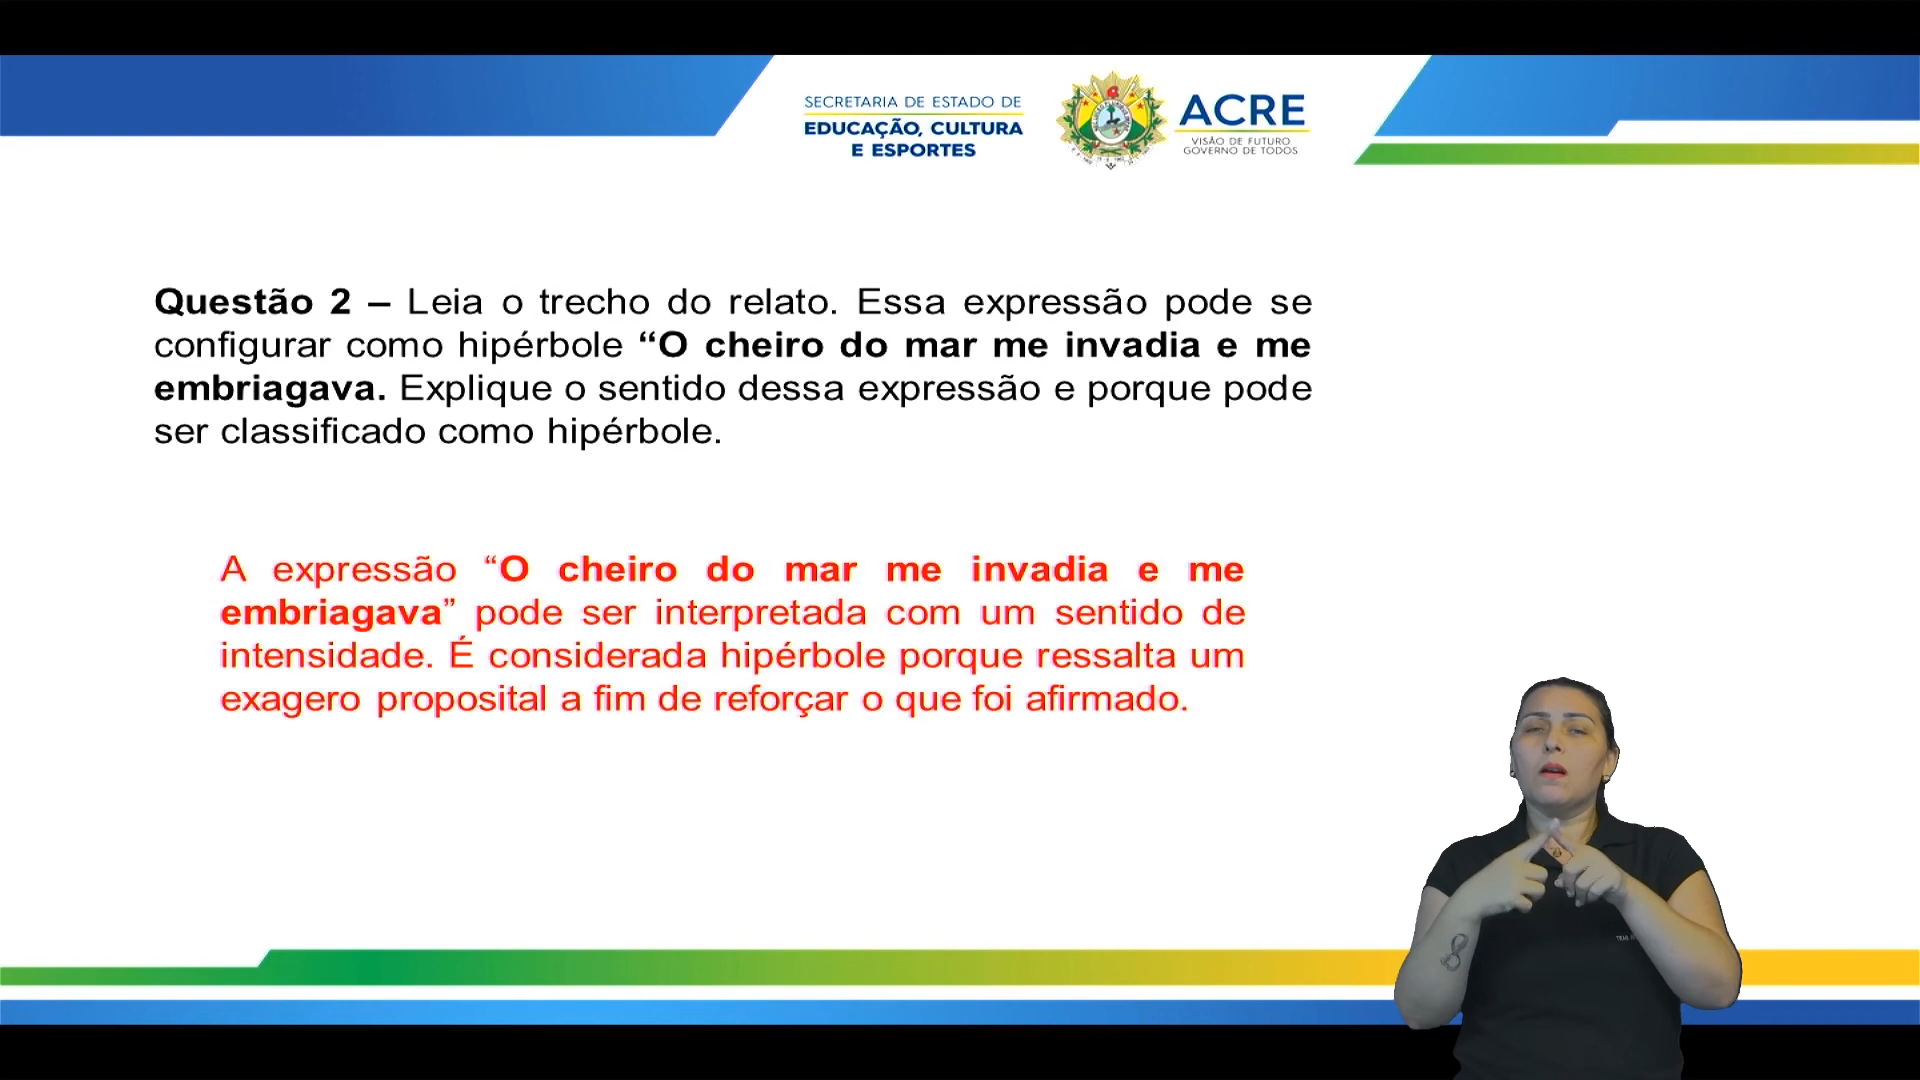 SECRETARIA DE ESTADO DE
EDUCAÇÃO, CULTURA
E ESPORTES
ACRE
VISÃO DE FUTURO
GOVERNO DE TODOS
Questão 2 – Leia o trecho do relato. Essa expressão pode se
configurar como hipérbole “O cheiro do mar me invadia e me
embriagava. Explique o sentido dessa expressão e porque pode
ser classificado como hipérbole.
A expressão “O cheiro do mar me invadia e me
embriagava” pode ser interpretada com um sentido de
intensidade. É considerada hipérbole porque ressalta um
exagero proposital a fim de reforçar o que foi afirmado.